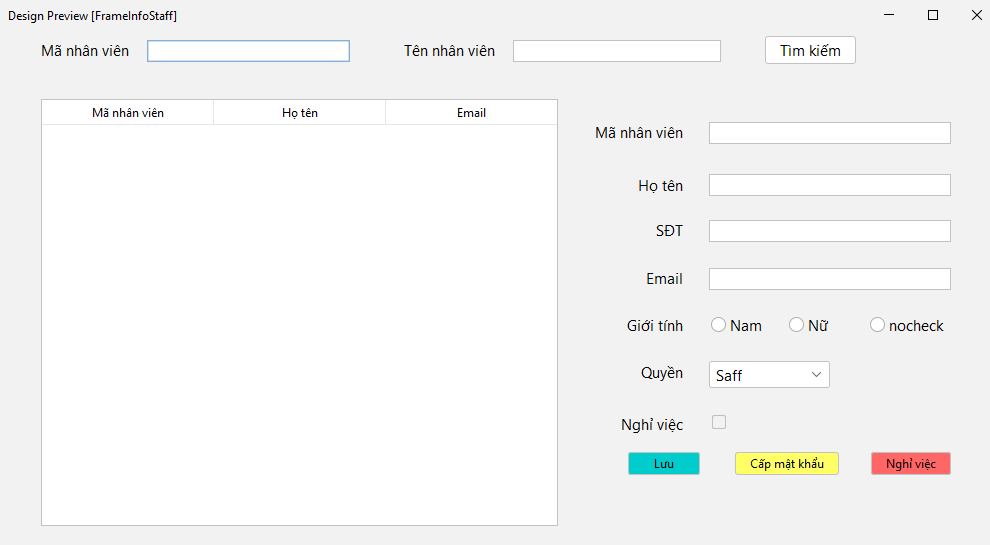 Design Preview [FrameInfoStaff]
Mã nhân viên Tên nhân viên Tìm kiếm
Mã nhân viên Họ tên Email
Mã nhân viên
Họ tên
SĐT
Email
Giới tính Nam Nữ nocheck
Quyền Saff
Nghỉ việc
Lưu Cấp mật khẩu Nghỉ việc